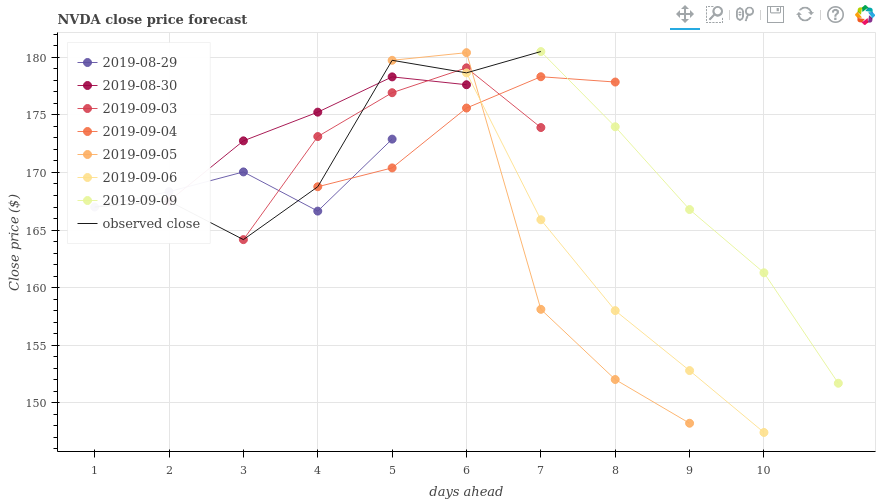 NVDA close price forecast
2019-08-29
2019-08-30
2019-09-03
2019-09-04
2019-09-05
2019-09-06
2019-09-09
observed close
Close price ($)
180
175
170
165
160
155
150
1 2 3 4 5 6 7 8 9 10
days ahead